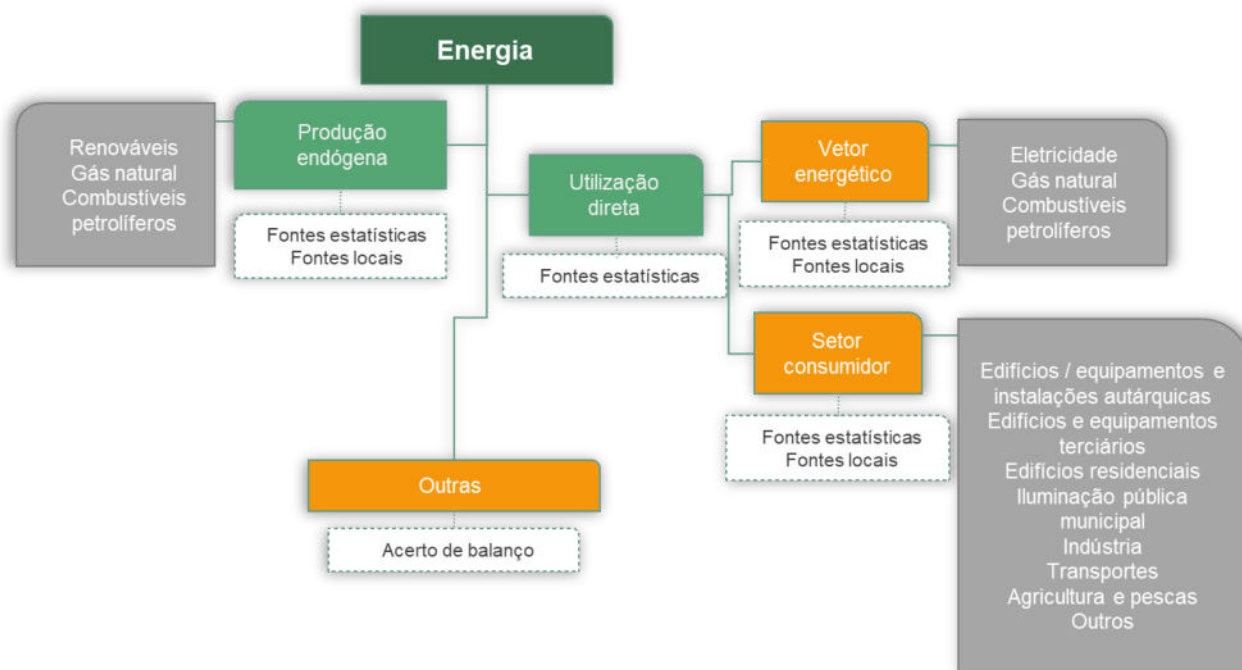 Energia
Produção
endógena
Renováveis
Gás natural
Combustíveis
petrolíferos
Fontes estatísticas
Fontes locais
Utilização
direta
Fontes estatísticas
Vetor
energético
Fontes estatísticas
Fontes locais
Eletricidade
Gás natural
Combustíveis
petrolíferos
Setor
consumidor
Fontes estatísticas
Fontes locais
Edifícios / equipamentos e
instalações autárquicas
Edifícios e equipamentos
terciários
Edifícios residenciais
Iluminação pública
municipal
Indústria
Transportes
Agricultura e pescas
Outros
Outras
Acerto de balanço